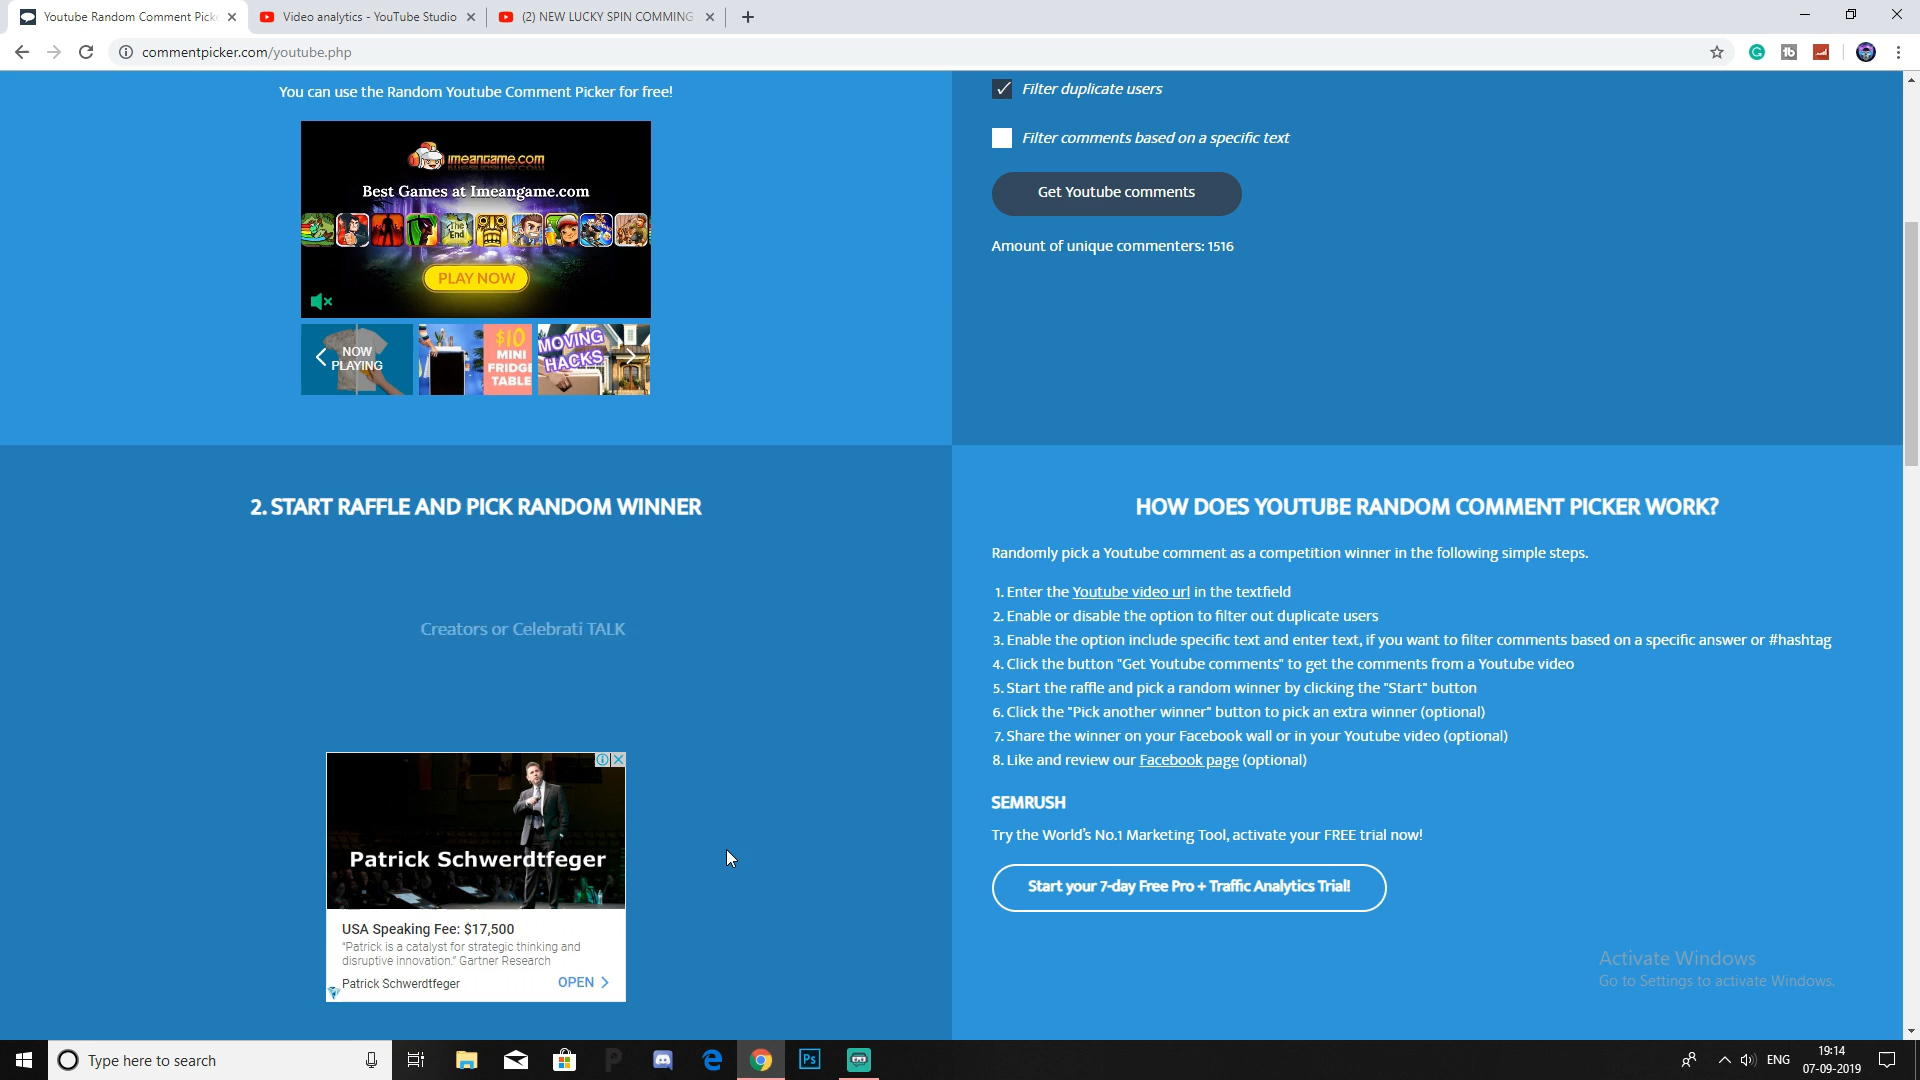 Youtube Random Comment Picke
Video analytics - YouTube Studio
(2) NEW LUCKY SPIN COMMING
commentpicker.com/youtube.php
You can use the Random Youtube Comment Picker for free!
imeangame.com
Best Games at Imeangame.com
The End
PLAY NOW
NOW PLAYING
$10
MINI
FRIDGE
TABLE
MOVING
HACKS
Filter duplicate users
Filter comments based on a specific text
Get Youtube comments
Amount of unique commenters: 1516
2. START RAFFLE AND PICK RANDOM WINNER
Creators or Celebrati TALK
Patrick Schwerdtfeger
USA Speaking Fee: $17,500
"Patrick is a catalyst for strategic thinking and
disruptive innovation." Gartner Research
Patrick Schwerdtfeger
OPEN
HOW DOES YOUTUBE RANDOM COMMENT PICKER WORK?
Randomly pick a Youtube comment as a competition winner in the following simple steps.
1. Enter the Youtube video url in the textfield
2. Enable or disable the option to filter out duplicate users
3. Enable the option include specific text and enter text, if you want to filter comments based on a specific answer or #hashtag
4. Click the button "Get Youtube comments" to get the comments from a Youtube video
5. Start the raffle and pick a random winner by clicking the "Start" button
6. Click the "Pick another winner" button to pick an extra winner (optional)
7. Share the winner on your Facebook wall or in your Youtube video (optional)
8. Like and review our Facebook page (optional)
SEMRUSH
Try the World's No.1 Marketing Tool, activate your FREE trial now!
Start your 7-day Free Pro + Traffic Analytics Trial!
Activate Windows
Go to Settings to activate Windows.
Type here to search
Ps
ENG
19:14
07-09-2019